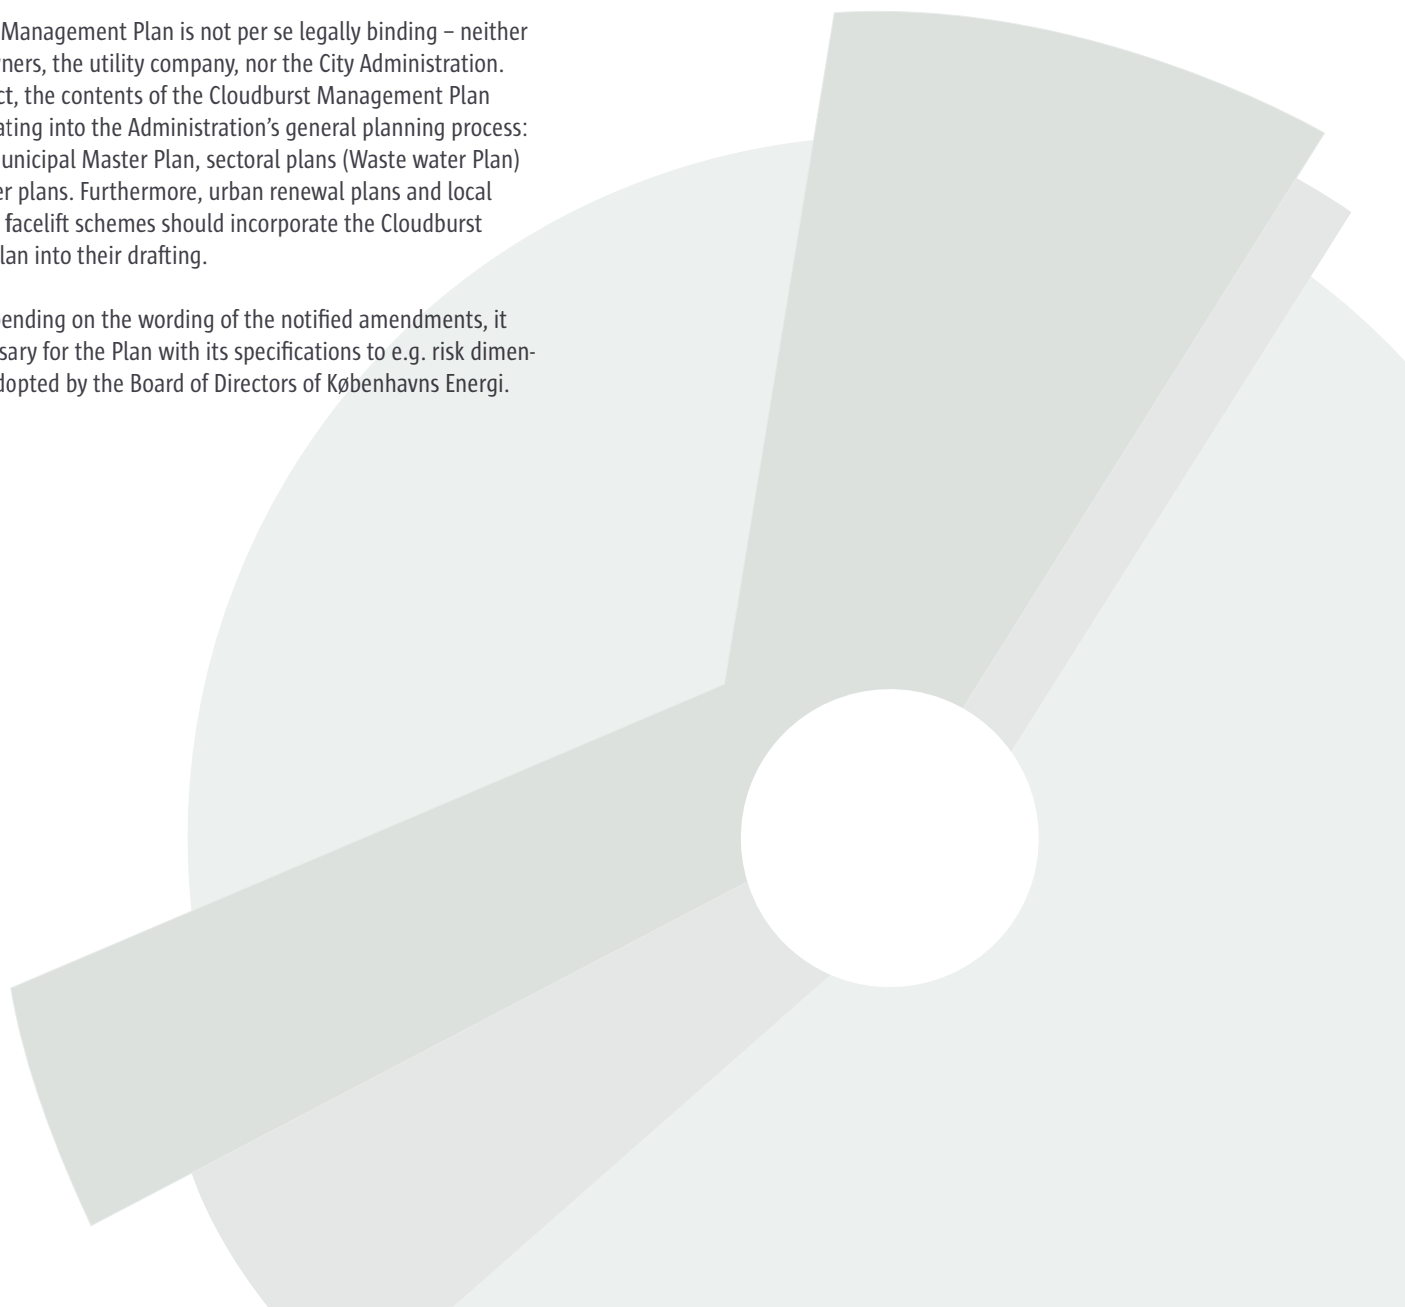 Management Plan is not per se legally binding – neither
ners, the utility company, nor the City Administration.
ct, the contents of the Cloudburst Management Plan
ating into the Administration’s general planning process:
unicipal Master Plan, sectoral plans (Waste water Plan)
er plans. Furthermore, urban renewal plans and local
facelift schemes should incorporate the Cloudburst
lan into their drafting.
ending on the wording of the notified amendments, it
sary for the Plan with its specifications to e.g. risk dimen-
dopted by the Board of Directors of Københavns Energi.